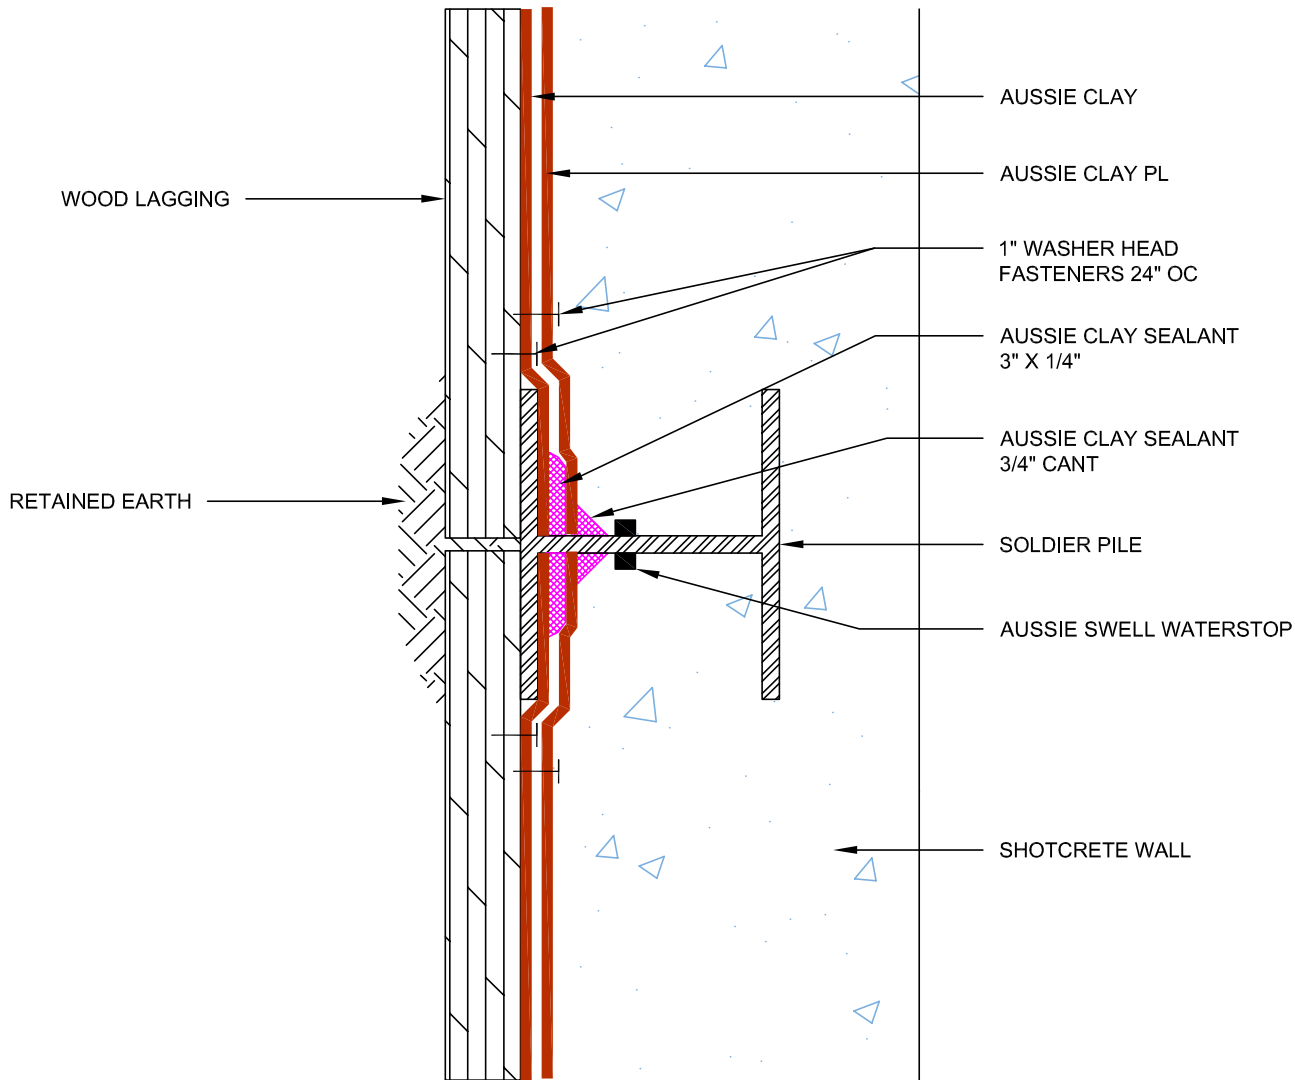 AUSSIE CLAY
AUSSIE CLAY PL
WOOD LAGGING
1" WASHER HEAD
FASTENERS 24" OC
AUSSIE CLAY SEALANT
3" X 1/4"
AUSSIE CLAY SEALANT
3/4" CANT
RETAINED EARTH
SOLDIER PILE
AUSSIE SWELL WATERSTOP
SHOTCRETE WALL